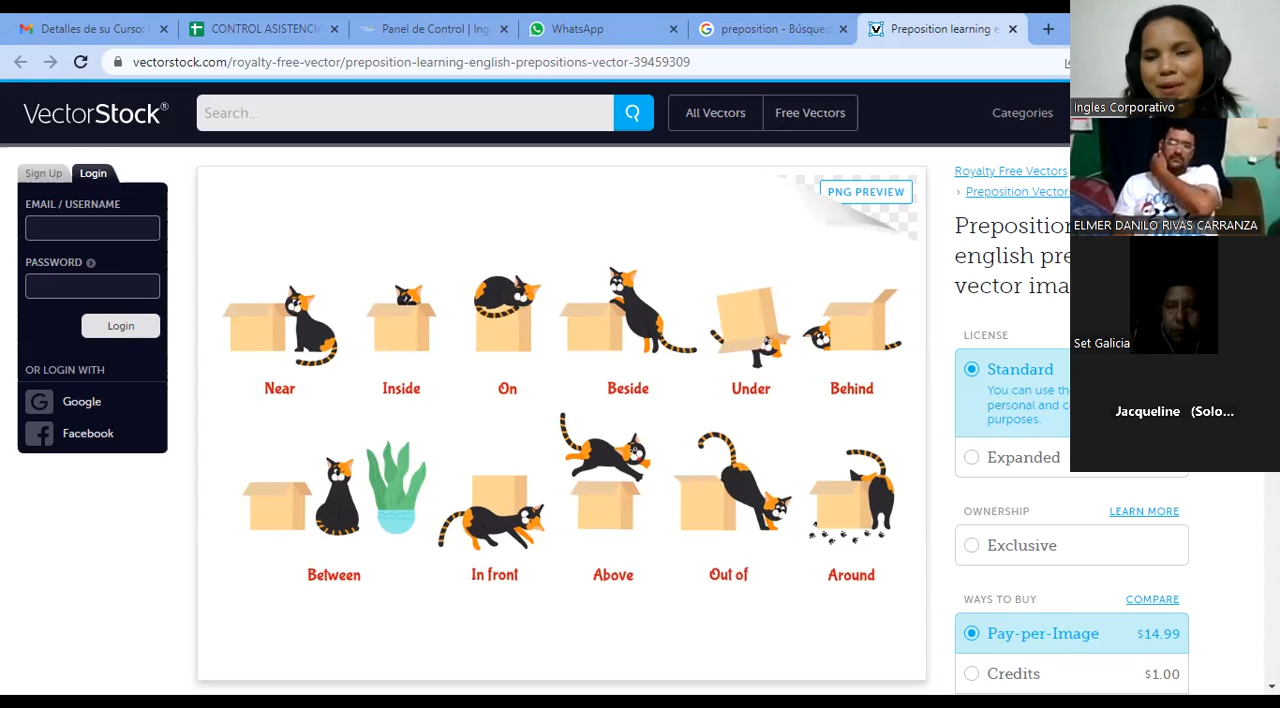 Detalles de su Curso:
CONTROL ASISTENCIA
Panel de Control | Ing
WhatsApp
preposition - Búsqued
Preposition learning e
vectorstock.com/royalty-free-vector/preposition-learning-english-prepositions-vector-39459309
VectorStock®
Search...
All Vectors
Free Vectors
Categories
Ingles Corporativo
ELMER DANILO RIVAS CARRANZA
Set Galicia
Jacqueline (Solo...
Sign Up
Login
EMAIL / USERNAME
PASSWORD
Login
OR LOGIN WITH
Google
Facebook
PNG PREVIEW
Near
Inside
On
Beside
Under
Behind
Between
In front
Above
Out of
Around
Royalty Free Vectors
› Preposition Vector
Preposition
english pre
vector ima
LICENSE
Standard
You can use th
personal and c
purposes.
Expanded
OWNERSHIP
LEARN MORE
Exclusive
WAYS TO BUY
COMPARE
Pay-per-Image $14.99
Credits $1.00